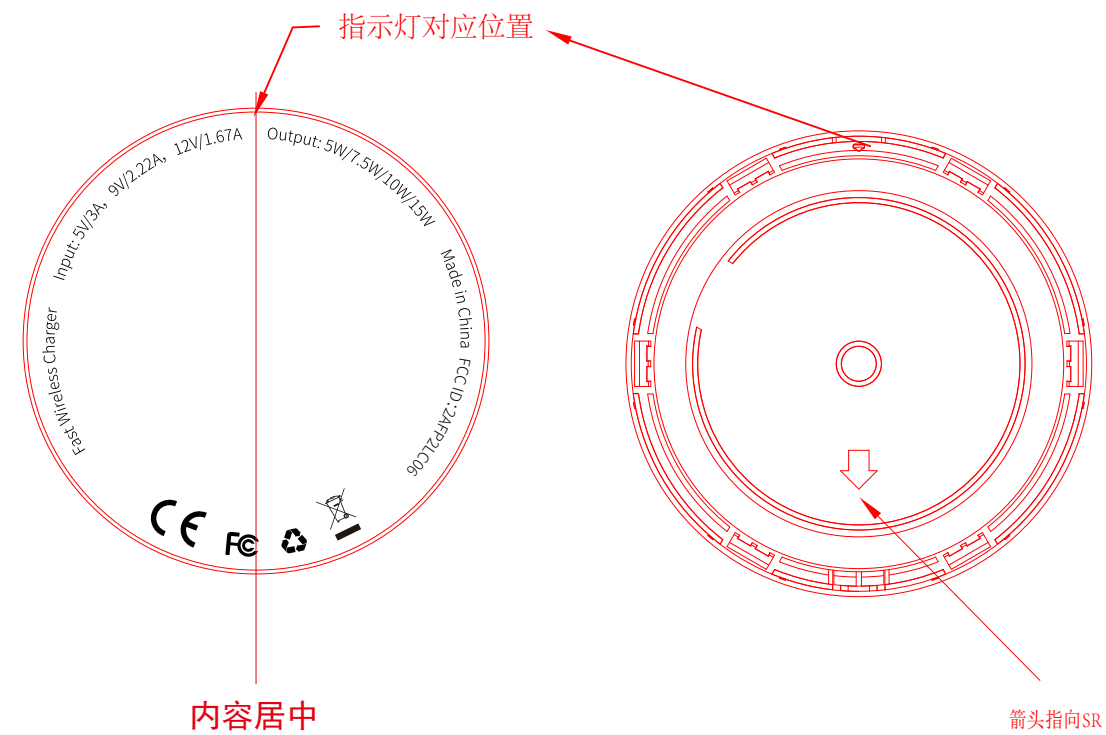 指示灯对应位置
Fast Wireless Charger
Input: 5V/3A, 9V/2.22A, 12V/1.67A
Output: 5W/7.5W/10W/15W
Made in China
FCC ID:2AFP2LC06
CE
FC
内容居中
箭头指向SR